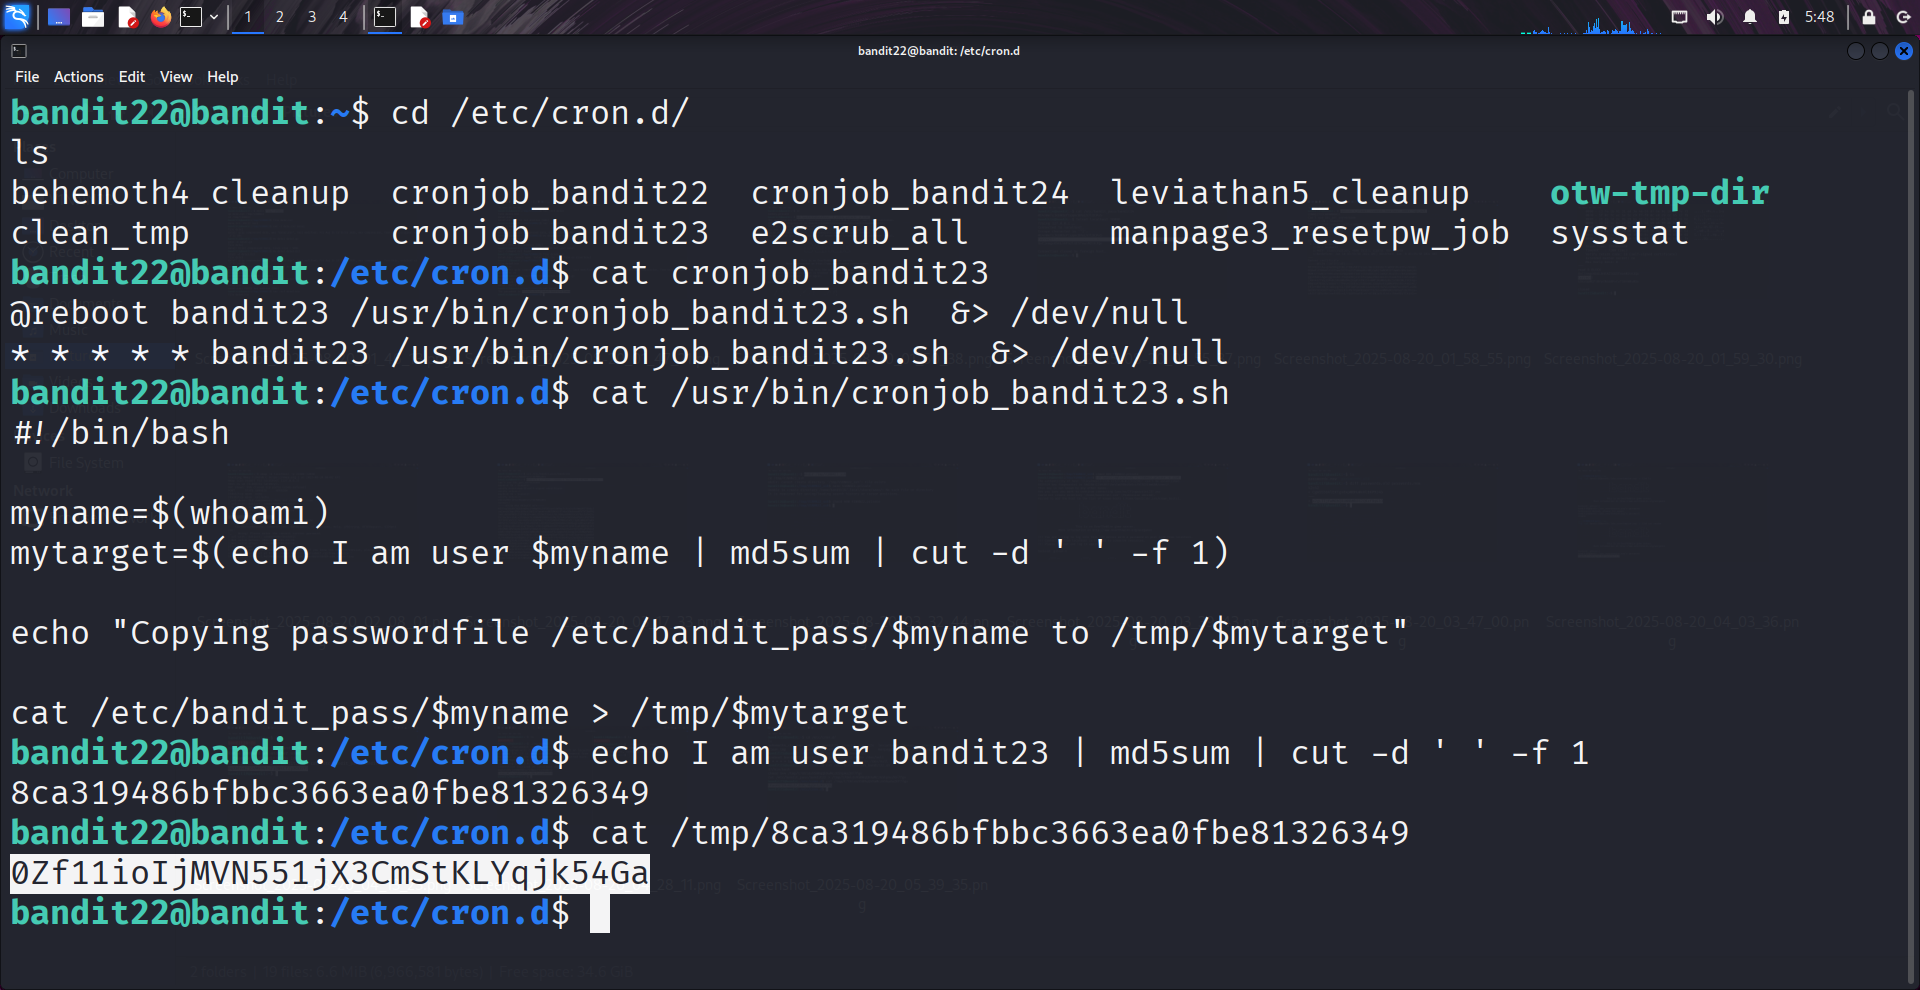 1 2 3 4 5:48
bandit22@bandit: /etc/cron.d
File Actions Edit View Help
bandit22@bandit:~$ cd /etc/cron.d/
ls
behemoth4_cleanup cronjob_bandit22 cronjob_bandit24 leviathan5_cleanup otw-tmp-dir
clean_tmp cronjob_bandit23 e2scrub_all manpage3_resetpw_job sysstat
bandit22@bandit:/etc/cron.d$ cat cronjob_bandit23
@reboot bandit23 /usr/bin/cronjob_bandit23.sh &> /dev/null
* * * * * bandit23 /usr/bin/cronjob_bandit23.sh &> /dev/null
bandit22@bandit:/etc/cron.d$ cat /usr/bin/cronjob_bandit23.sh
#!/bin/bash
myname=$(whoami)
mytarget=$(echo I am user $myname | md5sum | cut -d ' ' -f 1)
echo "Copying passwordfile /etc/bandit_pass/$myname to /tmp/$mytarget"
cat /etc/bandit_pass/$myname > /tmp/$mytarget
bandit22@bandit:/etc/cron.d$ echo I am user bandit23 | md5sum | cut -d ' ' -f 1
8ca319486bfbbc3663ea0fbe81326349
bandit22@bandit:/etc/cron.d$ cat /tmp/8ca319486bfbbc3663ea0fbe81326349
0Zf11ioIjMVN551jX3CmStKLYqjk54Ga
bandit22@bandit:/etc/cron.d$